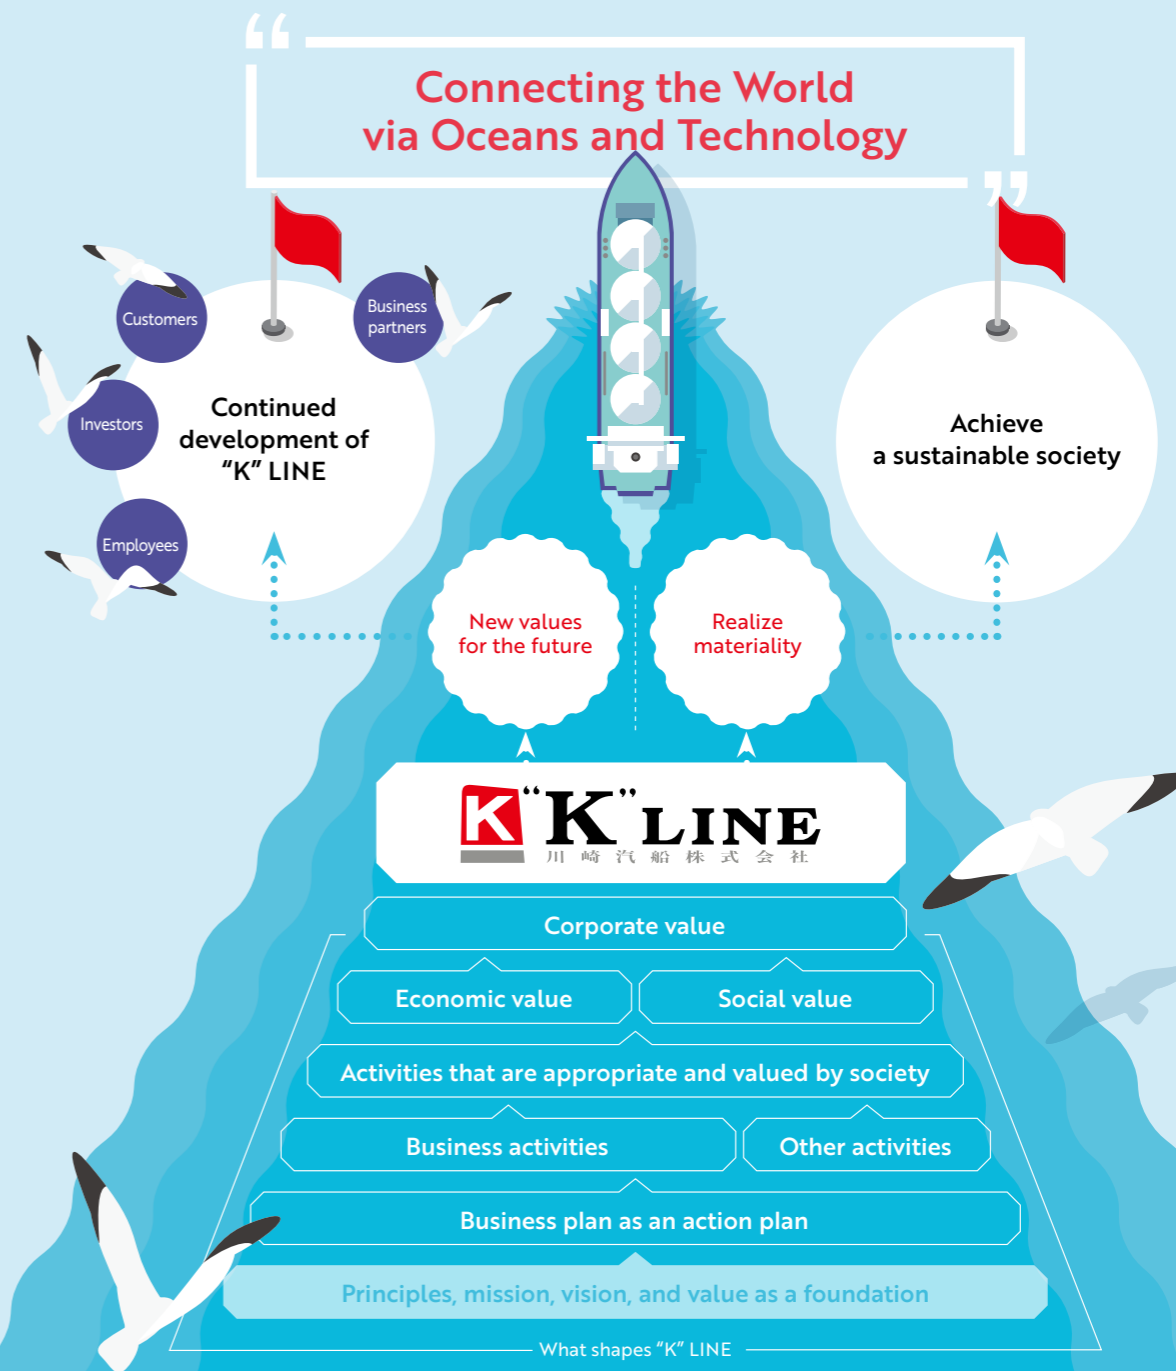 “
Connecting the World
via Oceans and Technology
”
Customers
Business
partners
Investors
Employees
Continued
development of
“K” LINE
Achieve
a sustainable society
New values
for the future
Realize
materiality
K “K” LINE
川崎汽船株式会社
Corporate value
Economic value
Social value
Activities that are appropriate and valued by society
Business activities
Other activities
Business plan as an action plan
Principles, mission, vision, and value as a foundation
What shapes “K” LINE